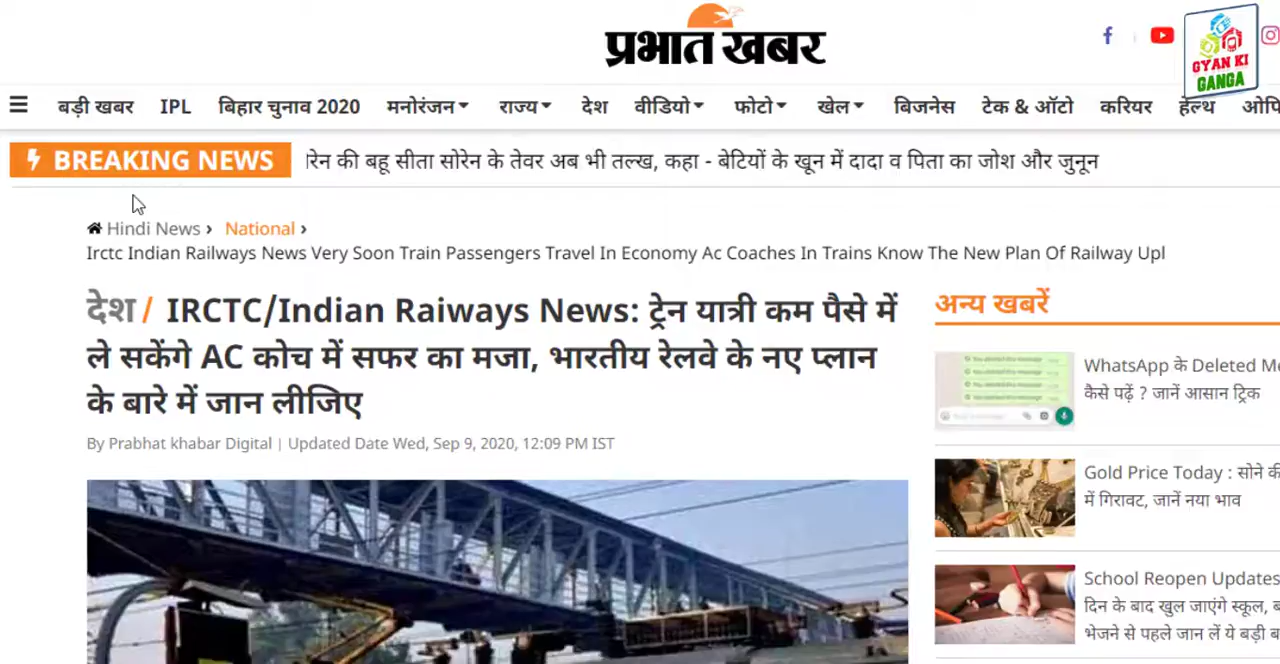 प्रभात खबर
GYAN KI
GANGA
बड़ी खबर IPL बिहार चुनाव 2020 मनोरंजन राज्य देश वीडियो फोटो खेल बिजनेस टेक & ऑटो करियर हेल्थ
BREAKING NEWS रेन की बहू सीता सोरेन के तेवर अब भी तल्ख, कहा - बेटियों के खून में दादा व पिता का जोश और जुनून
Hindi News › National ›
Irctc Indian Railways News Very Soon Train Passengers Travel In Economy Ac Coaches In Trains Know The New Plan Of Railway Upl
देश / IRCTC/Indian Raiways News: ट्रेन यात्री कम पैसे में
ले सकेंगे AC कोच में सफर का मजा, भारतीय रेलवे के नए प्लान
के बारे में जान लीजिए
By Prabhat khabar Digital | Updated Date Wed, Sep 9, 2020, 12:09 PM IST
अन्य खबरें
WhatsApp के Deleted Me
कैसे पढ़ें ? जानें आसान ट्रिक
Gold Price Today : सोने की
में गिरावट, जानें नया भाव
School Reopen Updates
दिन के बाद खुल जाएंगे स्कूल, ब
भेजने से पहले जान लें ये बड़ी ब